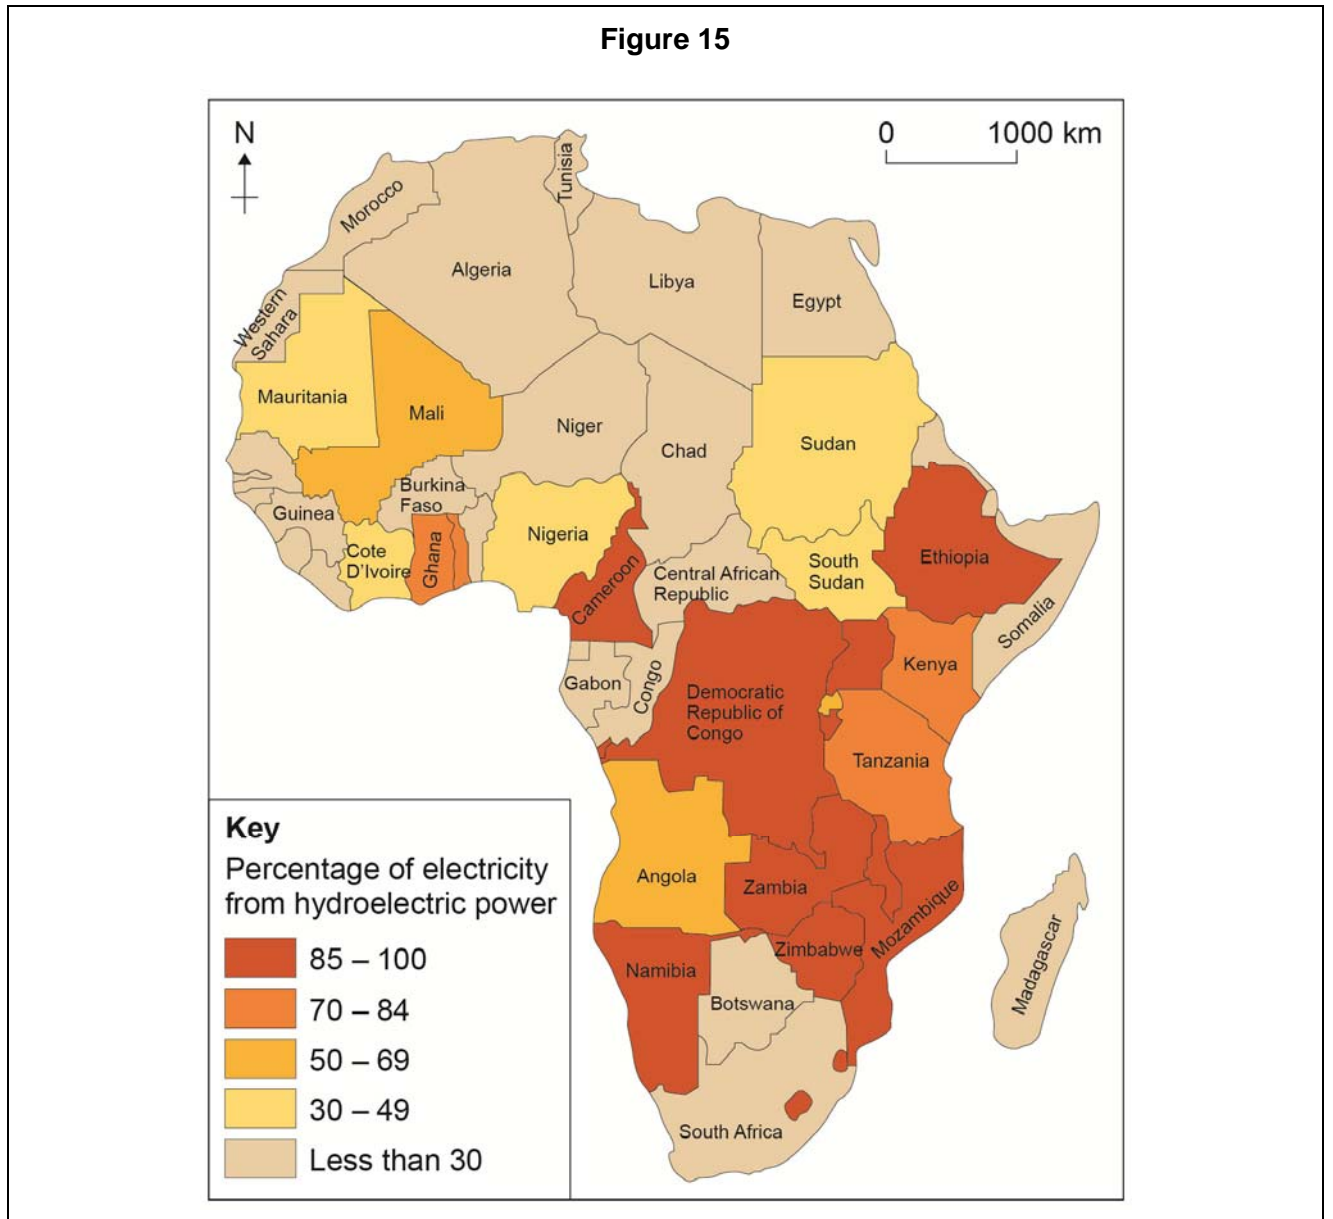 Figure 15
N
0 1000 km
Tunisia
Morocco
Algeria
Libya
Egypt
Western
Sahara
Mauritania
Mali
Niger
Chad
Sudan
Burkina
Faso
Guinea
Cote
D'Ivoire
Ghana
Nigeria
Cameroon
Central African
Republic
South
Sudan
Ethiopia
Somalia
Gabon
Congo
Democratic
Republic of
Congo
Kenya
Tanzania
Angola
Zambia
Mozambique
Zimbabwe
Namibia
Botswana
Madagascar
South Africa
Key
Percentage of electricity
from hydroelectric power
85 – 100
70 – 84
50 – 69
30 – 49
Less than 30